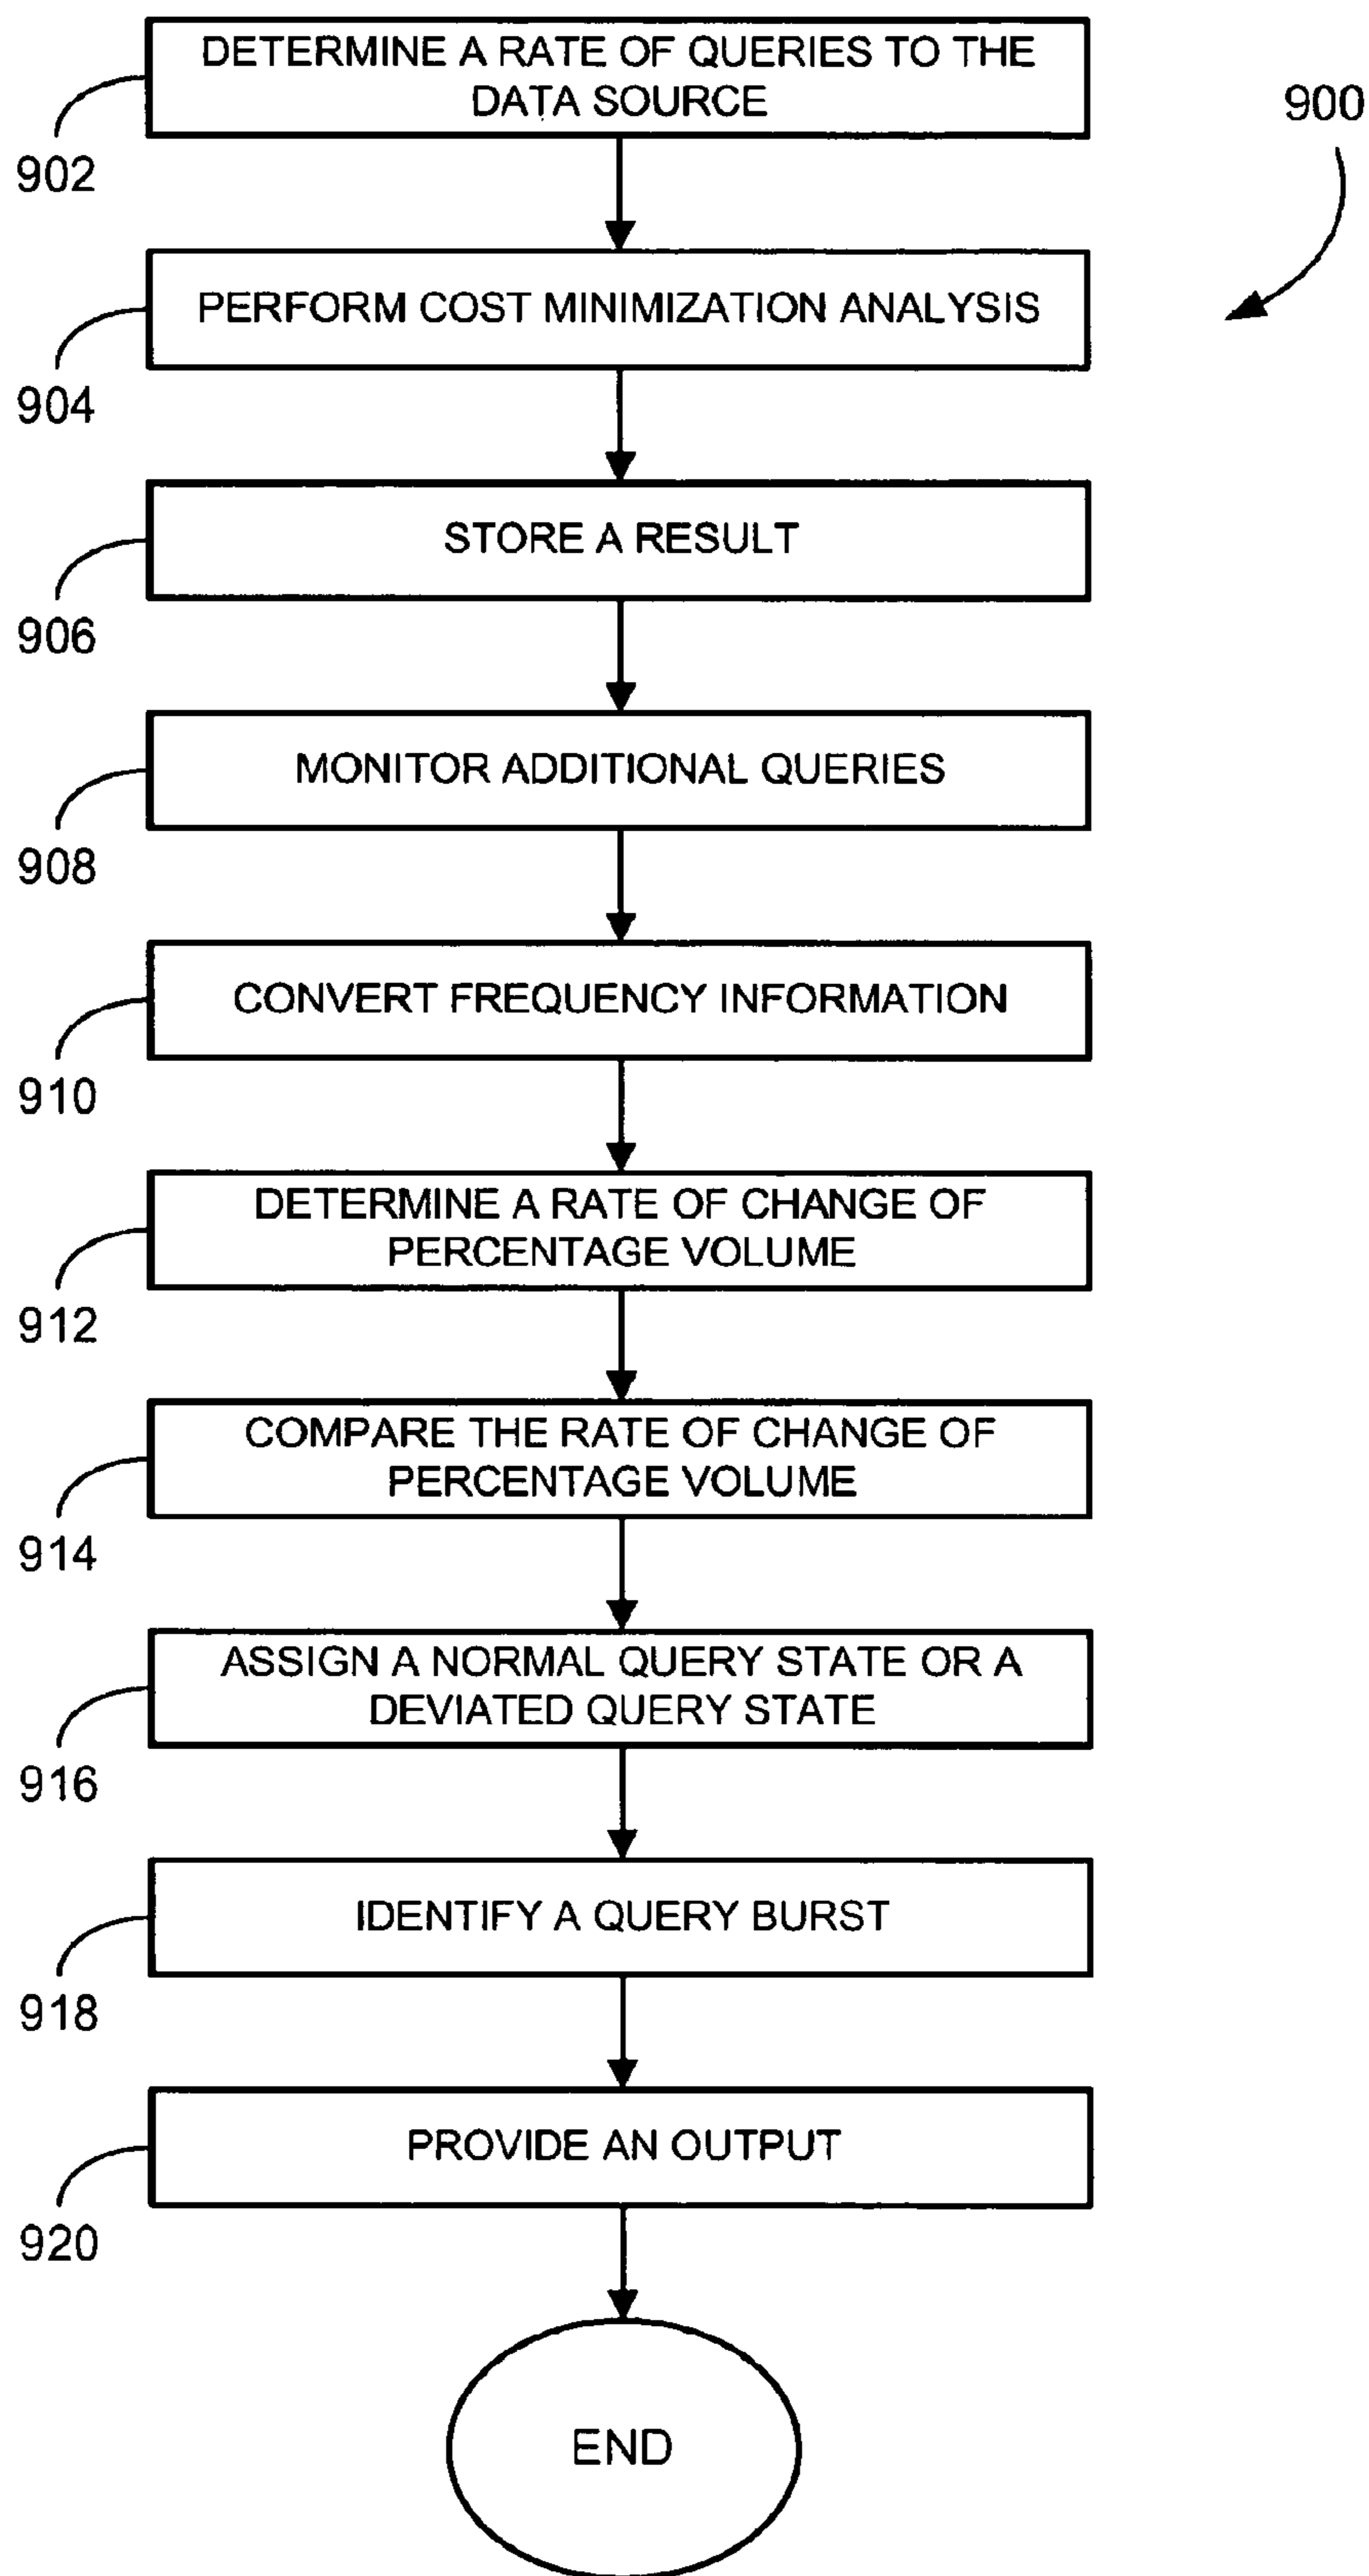 DETERMINE A RATE OF QUERIES TO THE
DATA SOURCE
900
902
PERFORM COST MINIMIZATION ANALYSIS
904
STORE A RESULT
906
MONITOR ADDITIONAL QUERIES
908
CONVERT FREQUENCY INFORMATION
910
DETERMINE A RATE OF CHANGE OF
PERCENTAGE VOLUME
912
COMPARE THE RATE OF CHANGE OF
PERCENTAGE VOLUME
914
ASSIGN A NORMAL QUERY STATE OR A
DEVIATED QUERY STATE
916
IDENTIFY A QUERY BURST
918
PROVIDE AN OUTPUT
920
END